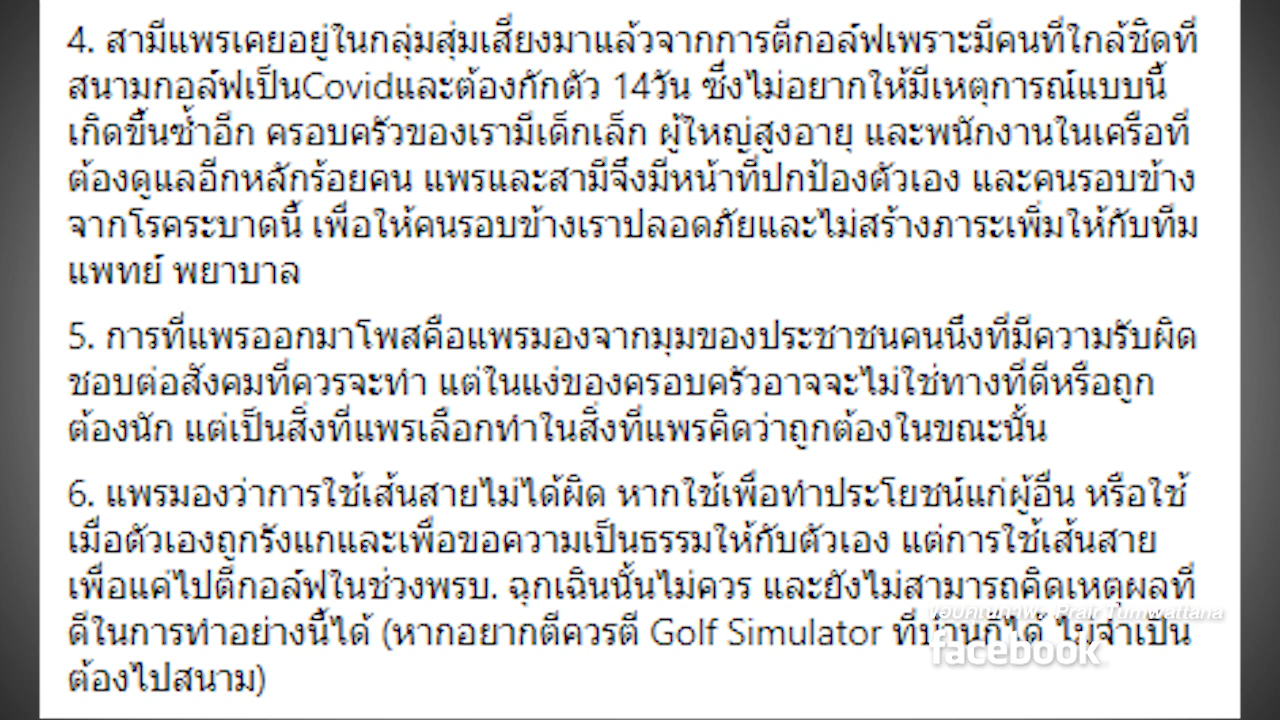 4. สามีแพรเคยอยู่ในกลุ่มสุ่มเสี่ยงมาแล้วจากการตีกอล์ฟเพราะมีคนที่ใกล้ชิดที่
สนามกอล์ฟเป็นCovidและต้องกักตัว 14วัน ซึ่งไม่อยากให้มีเหตุการณ์แบบนี้
เกิดขึ้นซ้ำอีก ครอบครัวของเรามีเด็กเล็ก ผู้ใหญ่สูงอายุ และพนักงานในเครือที่
ต้องดูแลอีกหลักร้อยคน แพรและสามีจึงมีหน้าที่ปกป้องตัวเอง และคนรอบข้าง
จากโรคระบาดนี้ เพื่อให้คนรอบข้างเราปลอดภัยและไม่สร้างภาระเพิ่มให้กับทีม
แพทย์ พยาบาล
5. การที่แพรออกมาโพสคือแพรมองจากมุมของประชาชนคนนึงที่มีความรับผิด
ชอบต่อสังคมที่ควรจะทำ แต่ในแง่ของครอบครัวอาจจะไม่ใช่ทางที่ดีหรือถูก
ต้องนัก แต่เป็นสิ่งที่แพรเลือกทำในสิ่งที่แพรคิดว่าถูกต้องในขณะนั้น
6. แพรมองว่าการใช้เส้นสายไม่ได้ผิด หากใช้เพื่อทำประโยชน์แก่ผู้อื่น หรือใช้
เมื่อตัวเองถูกรังแกและเพื่อขอความเป็นธรรมให้กับตัวเอง แต่การใช้เส้นสาย
เพื่อแค่ไปตีกอล์ฟในช่วงพรบ. ฉุกเฉินนั้นไม่ควร และยังไม่สามารถคิดเหตุผลที่
ดีในการทำอย่างนี้ได้ (หากอยากตีควรตี Golf Simulator ที่บ้านก็ได้ ไม่จำเป็น
ต้องไปสนาม)
ขอบคุณภาพ : Prair Tumwattana
facebook